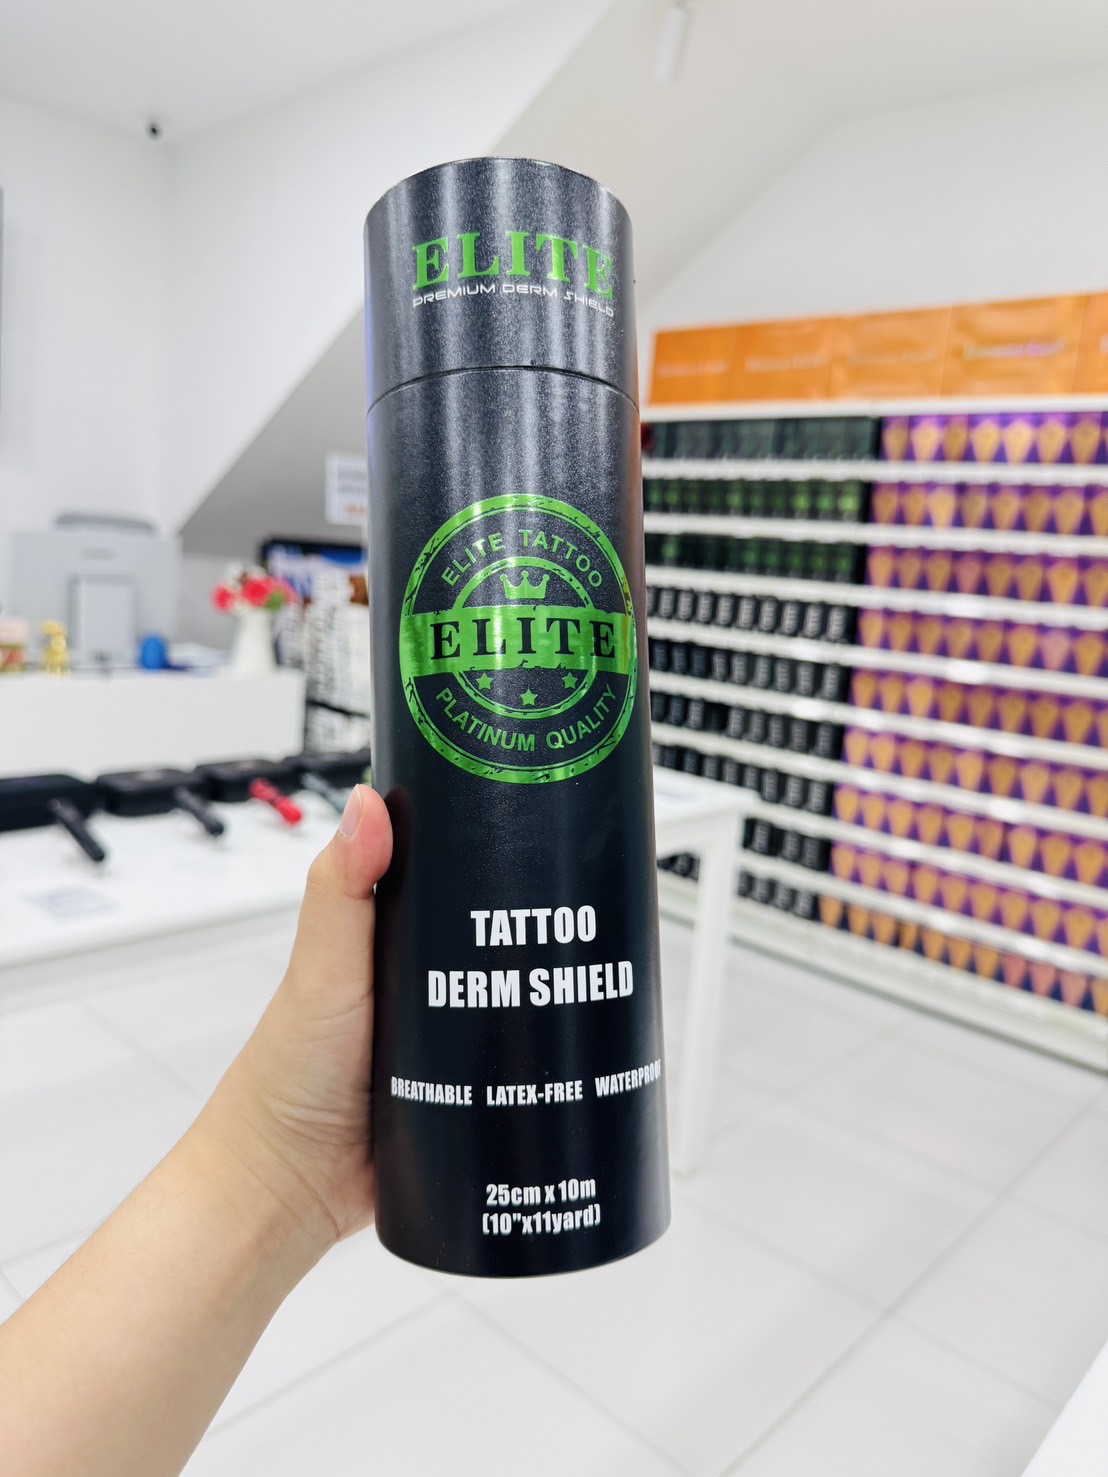 ELITE
PREMIUM DERM SHIELD
ELITE TATTOO
ELITE
PLATINUM QUALITY
TATTOO
DERM SHIELD
BREATHABLE LATEX-FREE WATERPROOF
25cm x 10m
(10"x11yard)